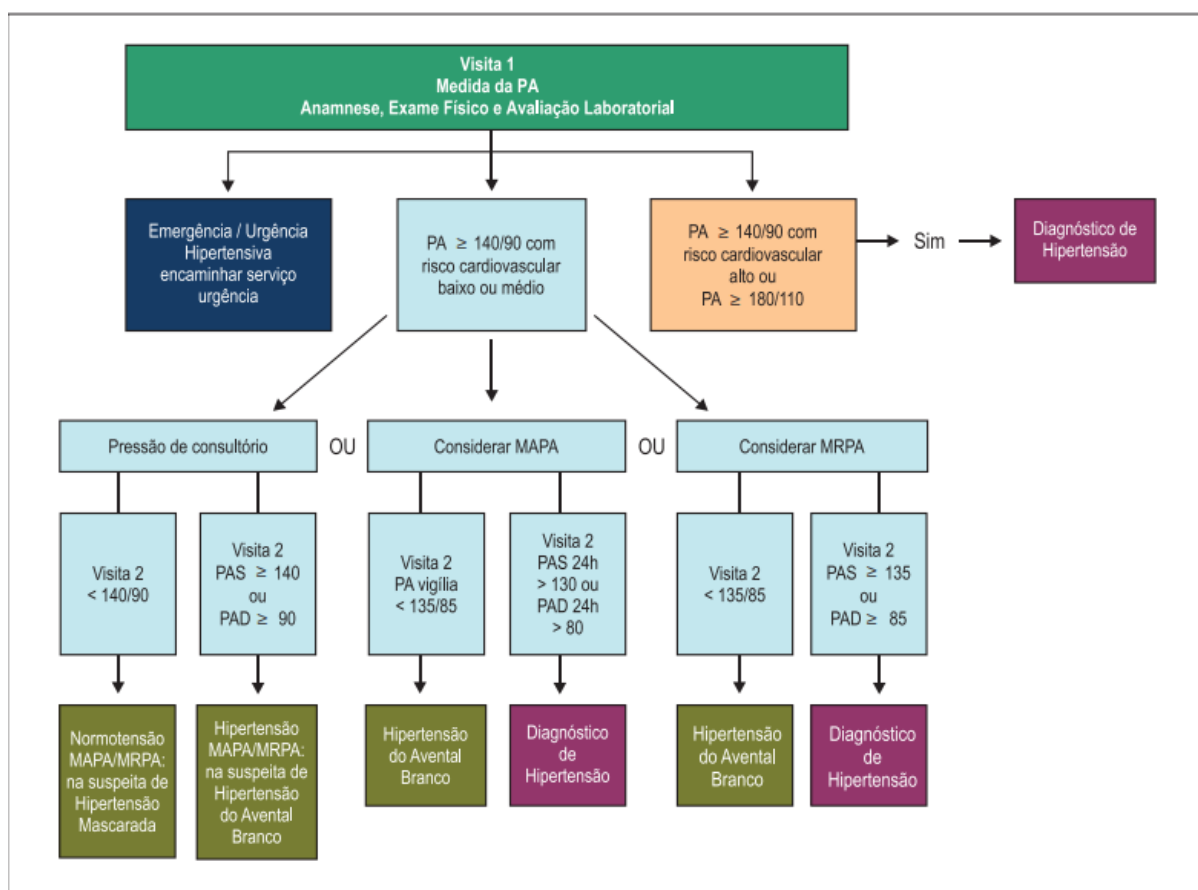 Visita 1
Medida da PA
Anamnese, Exame Físico e Avaliação Laboratorial
Emergência / Urgência
Hipertensiva
encaminhar serviço
urgência
PA ≥ 140/90 com
risco cardiovascular
baixo ou médio
PA ≥ 140/90 com
risco cardiovascular
alto ou
PA ≥ 180/110
Sim
Diagnóstico de
Hipertensão
Pressão de consultório
OU
Considerar MAPA
OU
Considerar MRPA
Visita 2
< 140/90
Visita 2
PAS ≥ 140
ou
PAD ≥ 90
Visita 2
PA vigília
< 135/85
Visita 2
PAS 24h
> 130 ou
PAD 24h
> 80
Visita 2
< 135/85
Visita 2
PAS ≥ 135
ou
PAD ≥ 85
Normotensão
MAPA/MRPA:
na suspeita de
Hipertensão
Mascarada
Hipertensão
MAPA/MRPA:
na suspeita de
Hipertensão
do Avental
Branco
Hipertensão
do Avental
Branco
Diagnóstico
de
Hipertensão
Hipertensão
do Avental
Branco
Diagnóstico
de
Hipertensão